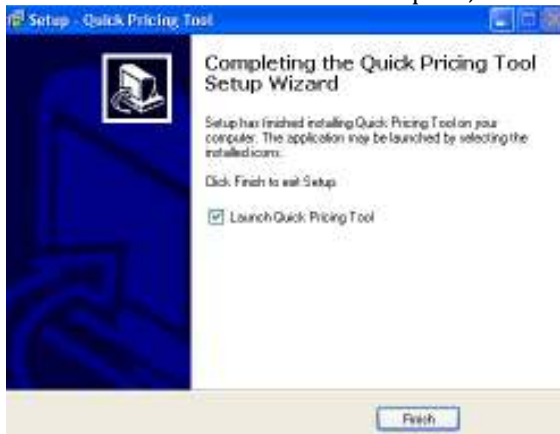 Setup - Quick Pricing Tool
Completing the Quick Pricing Tool
Setup Wizard
Setup has finished installing Quick Pricing Tool on your
computer. The application may be launched by selecting the
installed icons.
Click Finish to exit Setup.
Launch Quick Pricing Tool
Finish